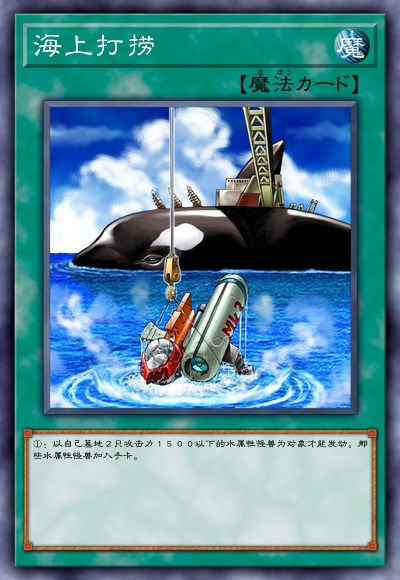 海上打捞
魔
【魔法カード】
Mk-2
①：以自己墓地２只攻击力１５００以下的水属性怪兽为对象才能发动。那
些水属性怪兽加入手卡。